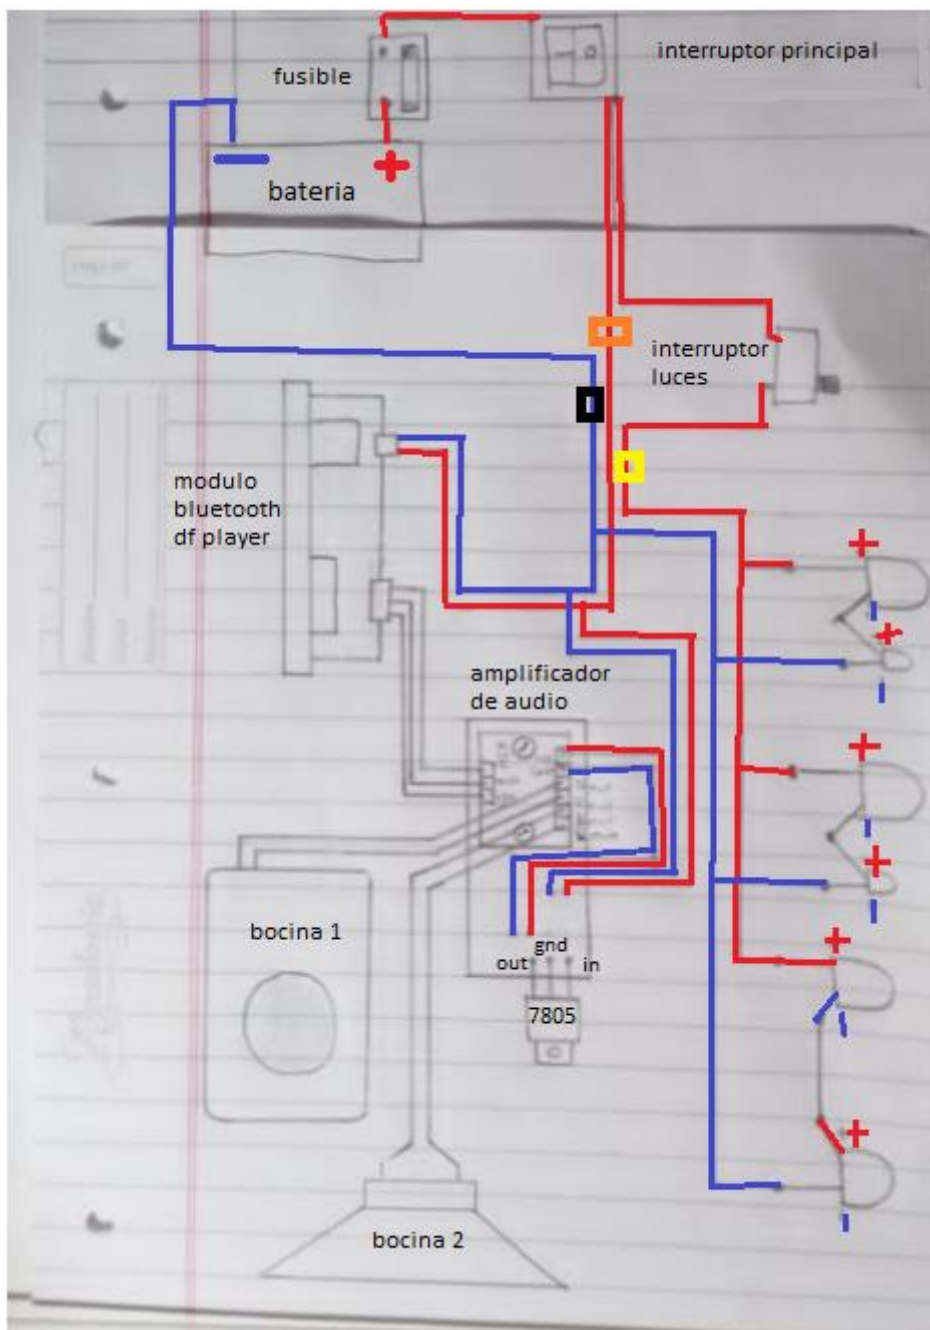 interruptor principal
fusible
+
bateria
interruptor
luces
modulo
bluetooth
df player
+
+
amplificador
de audio
+
+
bocina 1
gnd
out
in
+
7805
+
bocina 2